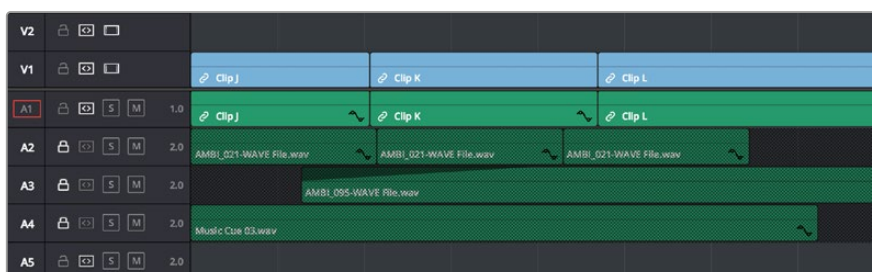 V2
V1
Clip J Clip K Clip L
A1 S M 1.0
Clip J Clip K Clip L
A2 S M 2.0
AMBI_021-WAVE File.wav AMBI_021-WAVE File.wav AMBI_021-WAVE File.wav
A3 S M 2.0
AMBI_095-WAVE File.wav
A4 S M 2.0
Music Cue 03.wav
A5 S M 2.0